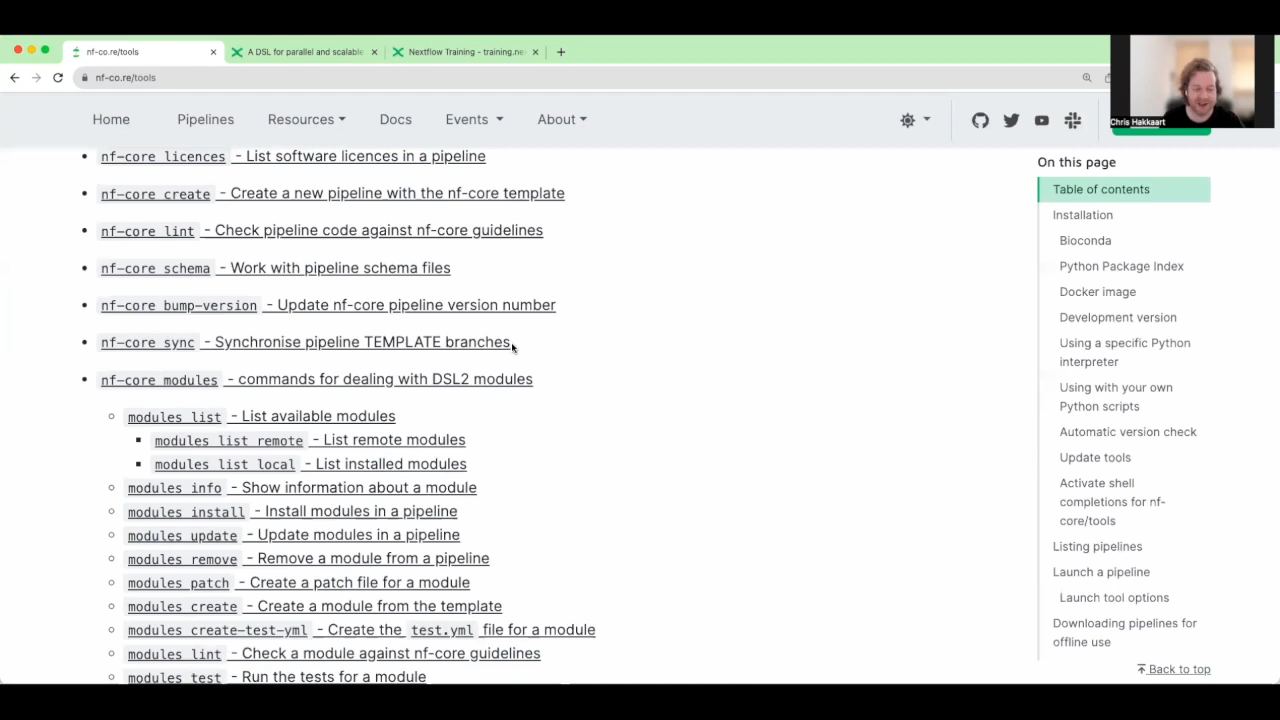 nf-co.re/tools
A DSL for parallel and scalable
Nextflow Training - training.ne
nf-co.re/tools
Chris Hakkaart
Home
Pipelines
Resources
Docs
Events
About
nf-core licences - List software licences in a pipeline
nf-core create - Create a new pipeline with the nf-core template
nf-core lint - Check pipeline code against nf-core guidelines
nf-core schema - Work with pipeline schema files
nf-core bump-version - Update nf-core pipeline version number
nf-core sync - Synchronise pipeline TEMPLATE branches
nf-core modules - commands for dealing with DSL2 modules
modules list - List available modules
modules list remote - List remote modules
modules list local - List installed modules
modules info - Show information about a module
modules install - Install modules in a pipeline
modules update - Update modules in a pipeline
modules remove - Remove a module from a pipeline
modules patch - Create a patch file for a module
modules create - Create a module from the template
modules create-test-yml - Create the test.yml file for a module
modules lint - Check a module against nf-core guidelines
modules test - Run the tests for a module
On this page
Table of contents
Installation
Bioconda
Python Package Index
Docker image
Development version
Using a specific Python
interpreter
Using with your own
Python scripts
Automatic version check
Update tools
Activate shell
completions for nf-
core/tools
Listing pipelines
Launch a pipeline
Launch tool options
Downloading pipelines for
offline use
Back to top